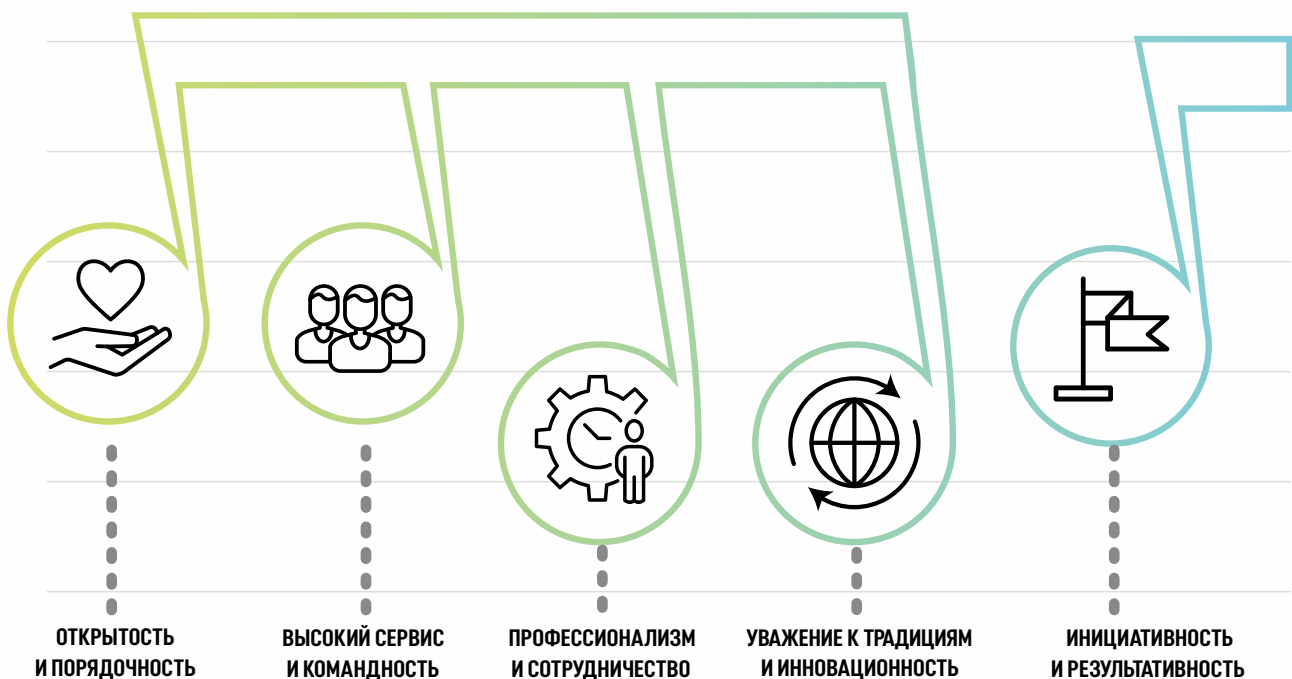 ОТКРЫТОСТЬ
И ПОРЯДОЧНОСТЬ
ВЫСОКИЙ СЕРВИС
И КОМАНДНОСТЬ
ПРОФЕССИОНАЛИЗМ
И СОТРУДНИЧЕСТВО
УВАЖЕНИЕ К ТРАДИЦИЯМ
И ИННОВАЦИОННОСТЬ
ИНИЦИАТИВНОСТЬ
И РЕЗУЛЬТАТИВНОСТЬ